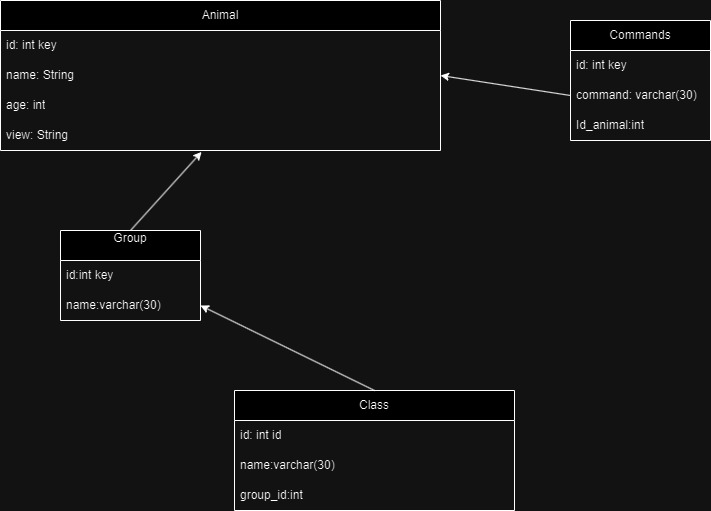 Animal
id: int key
name: String
age: int
view: String
Commands
id: int key
command: varchar(30)
Id_animal:int
Group
id:int key
name:varchar(30)
Class
id: int id
name:varchar(30)
group_id:int